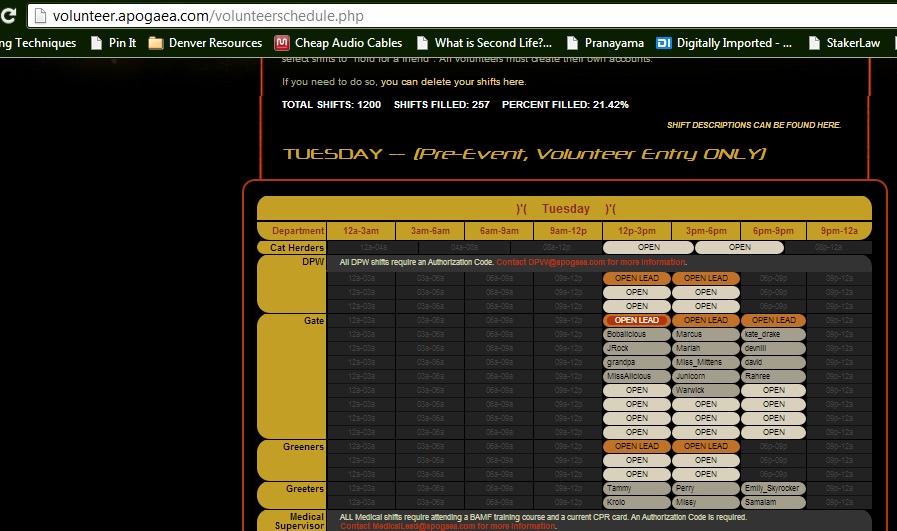 volunteer.apogaea.com/volunteerschedule.php
ng Techniques Pin It Denver Resources Cheap Audio Cables What is Second Life?... Pranayama DI Digitally Imported - ... StakerLaw
select shifts to "hold for a friend". All volunteers must create their own accounts.
If you need to do so, you can delete your shifts here.
TOTAL SHIFTS: 1200 SHIFTS FILLED: 257 PERCENT FILLED: 21.42%
SHIFT DESCRIPTIONS CAN BE FOUND HERE.
TUESDAY -- [Pre-Event, Volunteer Entry ONLY]
)'( Tuesday )'(
Department 12a-3am 3am-6am 6am-9am 9am-12p 12p-3pm 3pm-6pm 6pm-9pm 9pm-12a
Cat Herders 12a-04a 04a-08a 08a-12p OPEN OPEN 08p-12a
DPW All DPW shifts require an Authorization Code. Contact DPW@apogaea.com for more information.
12a-03a 03a-06a 06a-09a 09a-12p OPEN LEAD OPEN LEAD 06p-09p 09p-12a
12a-03a 03a-06a 06a-09a 09a-12p OPEN OPEN 06p-09p 09p-12a
12a-03a 03a-06a 06a-09a 09a-12p OPEN OPEN 06p-09p 09p-12a
Gate 12a-03a 03a-06a 06a-09a 09a-12p OPEN LEAD OPEN LEAD OPEN LEAD 09p-12a
12a-03a 03a-06a 06a-09a 09a-12p Bobalicious Marcus kate_drake 09p-12a
12a-03a 03a-06a 06a-09a 09a-12p JRock Mariah devnlll 09p-12a
12a-03a 03a-06a 06a-09a 09a-12p grandpa Miss_Mittens david 09p-12a
12a-03a 03a-06a 06a-09a 09a-12p MissAlicious Junicorn Rahree 09p-12a
12a-03a 03a-06a 06a-09a 09a-12p OPEN Warwick OPEN 09p-12a
12a-03a 03a-06a 06a-09a 09a-12p OPEN OPEN OPEN 09p-12a
12a-03a 03a-06a 06a-09a 09a-12p OPEN OPEN OPEN 09p-12a
12a-03a 03a-06a 06a-09a 09a-12p OPEN OPEN OPEN 09p-12a
Greeners 12a-03a 03a-06a 06a-09a 09a-12p OPEN LEAD OPEN LEAD 06p-09p 09p-12a
12a-03a 03a-06a 06a-09a 09a-12p OPEN OPEN 06p-09p 09p-12a
12a-03a 03a-06a 06a-09a 09a-12p OPEN OPEN 06p-09p 09p-12a
Greeters 12a-03a 03a-06a 06a-09a 09a-12p Tammy Perry Emily_Skyrocker 09p-12a
12a-03a 03a-06a 06a-09a 09a-12p Krolo Missy Samalam 09p-12a
Medical Supervisor ALL Medical shifts require attending a BAMF training course and a current CPR card. An Authorization Code is required.
Contact MedicalLead@apogaea.com for more information.